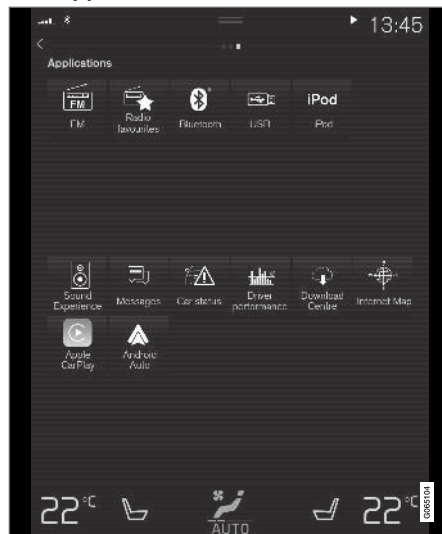 13:45
Applications
FM
iPod
FM
Radio
favourites
Bluetooth
USB
iPod
Sound
Experience
Messages
Car status
Driver
performance
Download
Centre
Internet Map
Apple
CarPlay
Android
Auto
22°C
22°C
AUTO
G065104